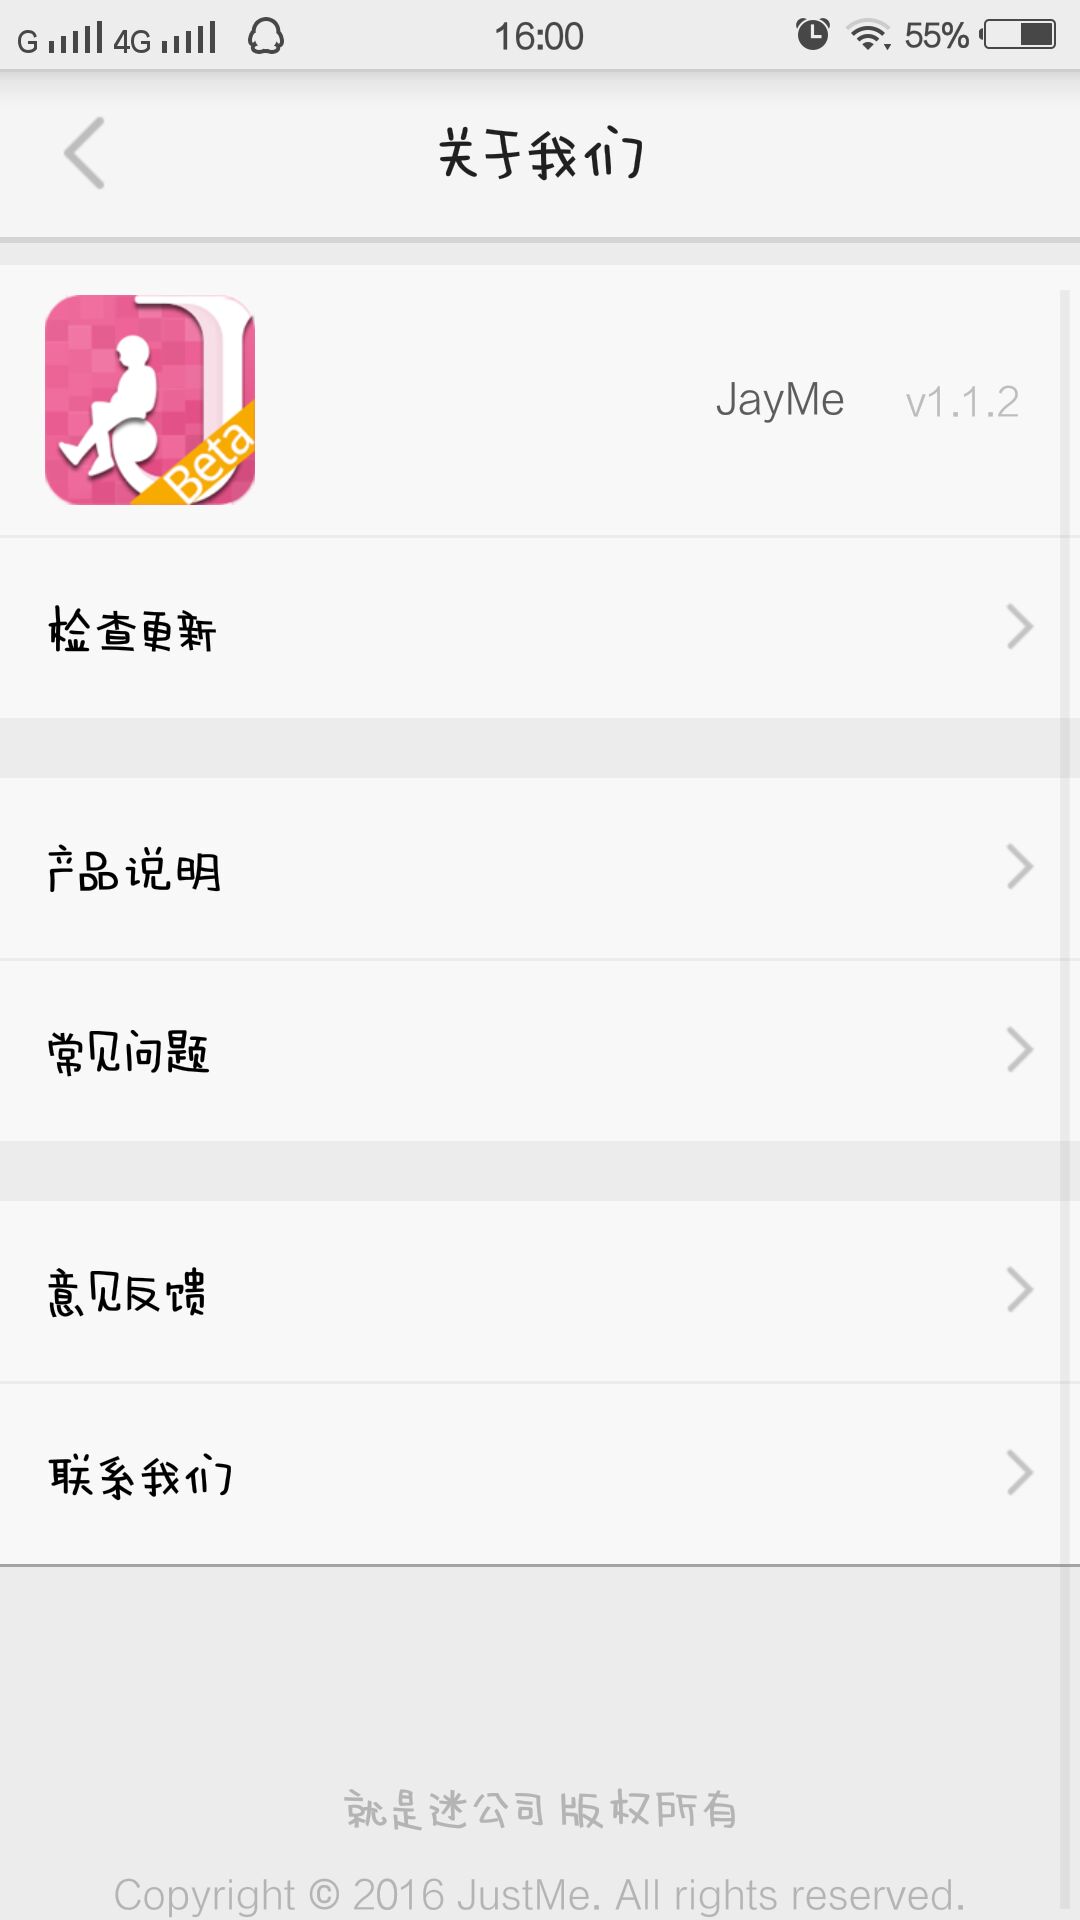 G 4G 16:00 55%
关于我们
Beta
JayMe v1.1.2
检查更新
产品说明
常见问题
意见反馈
联系我们
就是迷公司 版权所有
Copyright © 2016 JustMe. All rights reserved.